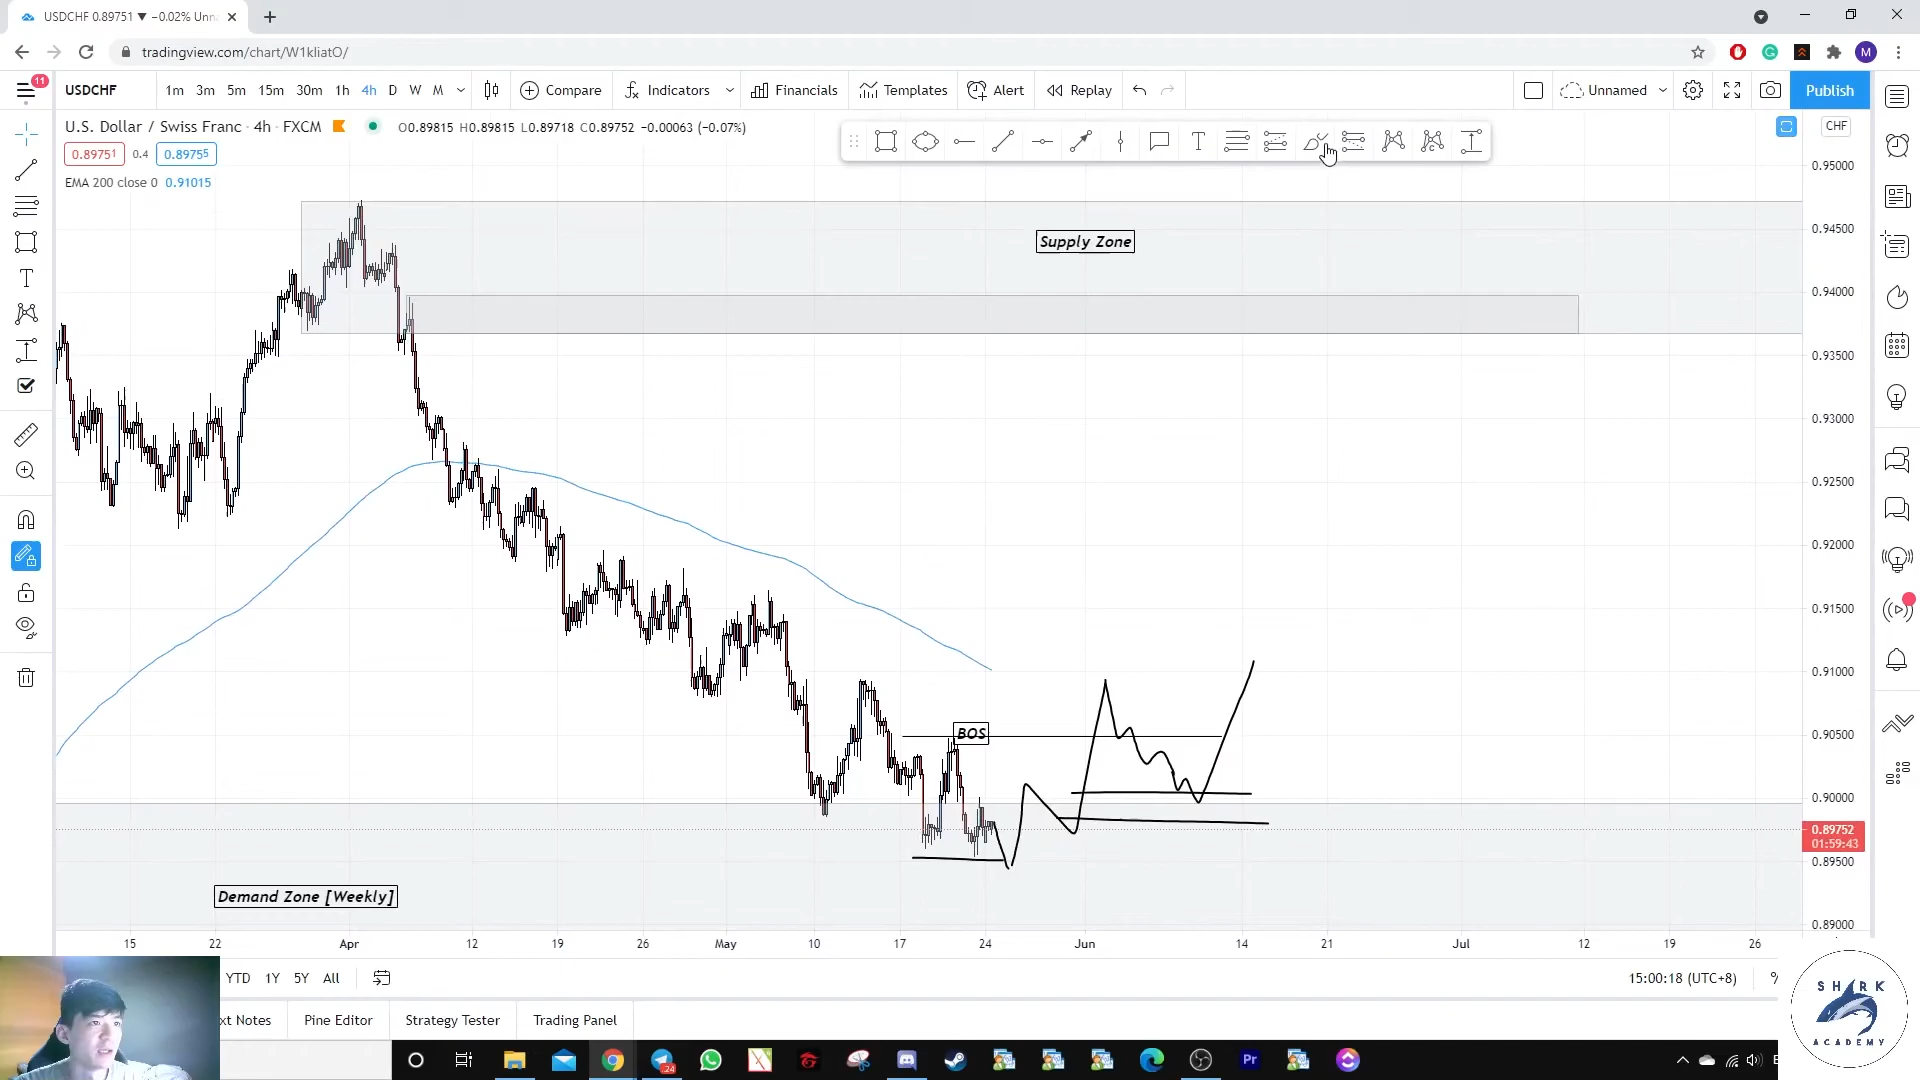 USDCHF 0.89751 ▼ −0.02% Unn
tradingview.com/chart/W1kliatO/
11
USDCHF
1m 3m 5m 15m 30m 1h 4h D W M
Compare
Indicators
Financials
Templates
Alert
Replay
Unnamed
Publish
U.S. Dollar / Swiss Franc · 4h · FXCM
O0.89815 H0.89815 L0.89718 C0.89752 −0.00063 (−0.07%)
CHF
0.89751 0.4 0.89755
EMA 200 close 0 0.91015
0.95000
0.94500
0.94000
0.93500
0.93000
0.92500
0.92000
0.91500
0.91000
0.90500
0.90000
0.89752
01:59:43
0.89500
0.89000
Supply Zone
BOS
Demand Zone [Weekly]
15 22 Apr 12 19 26 May 10 17 24 Jun 14 21 Jul 12 19 26
YTD 1Y 5Y All
15:00:18 (UTC+8)
%
xt Notes
Pine Editor
Strategy Tester
Trading Panel
SHARK
ACADEMY
24
Pr
M